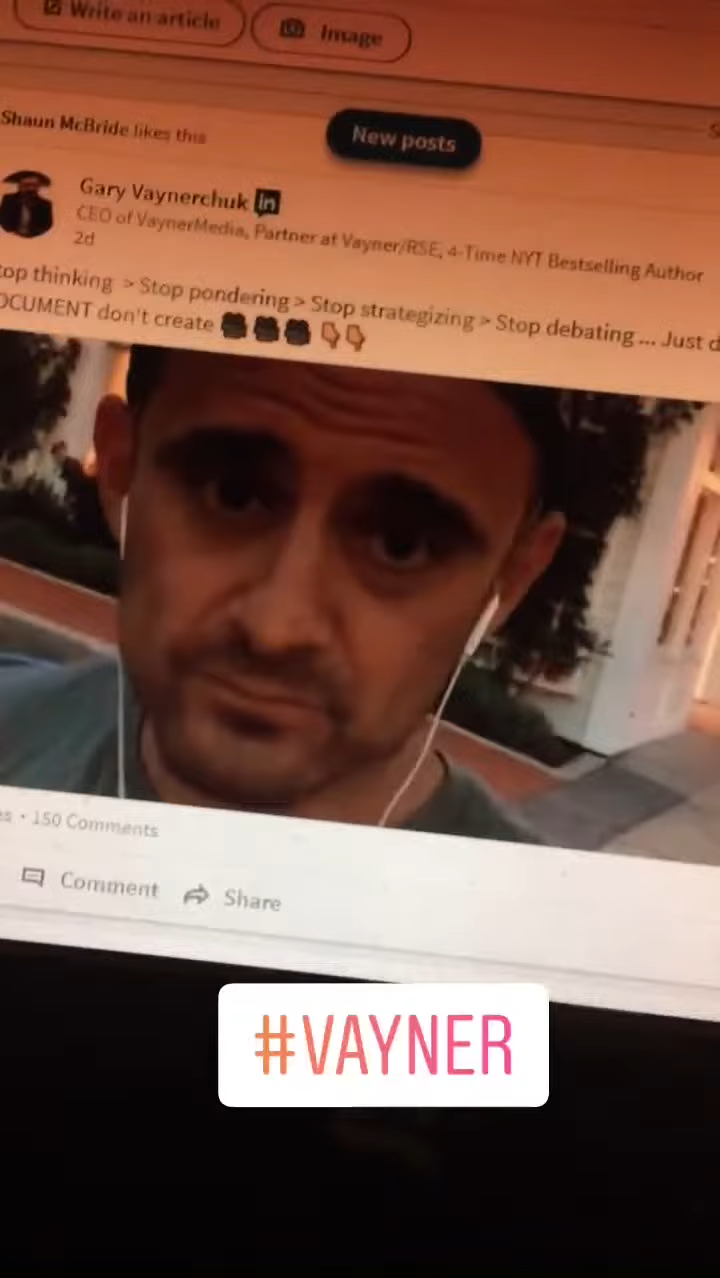 Write an article
Image
Shaun McBride likes this
New posts
Gary Vaynerchuk in
CEO of VaynerMedia, Partner at Vayner/RSE, 4-Time NYT Bestselling Author
2d
top thinking > Stop pondering > Stop strategizing > Stop debating ... Just d
OCUMENT don't create
es • 150 Comments
Comment
Share
#VAYNER